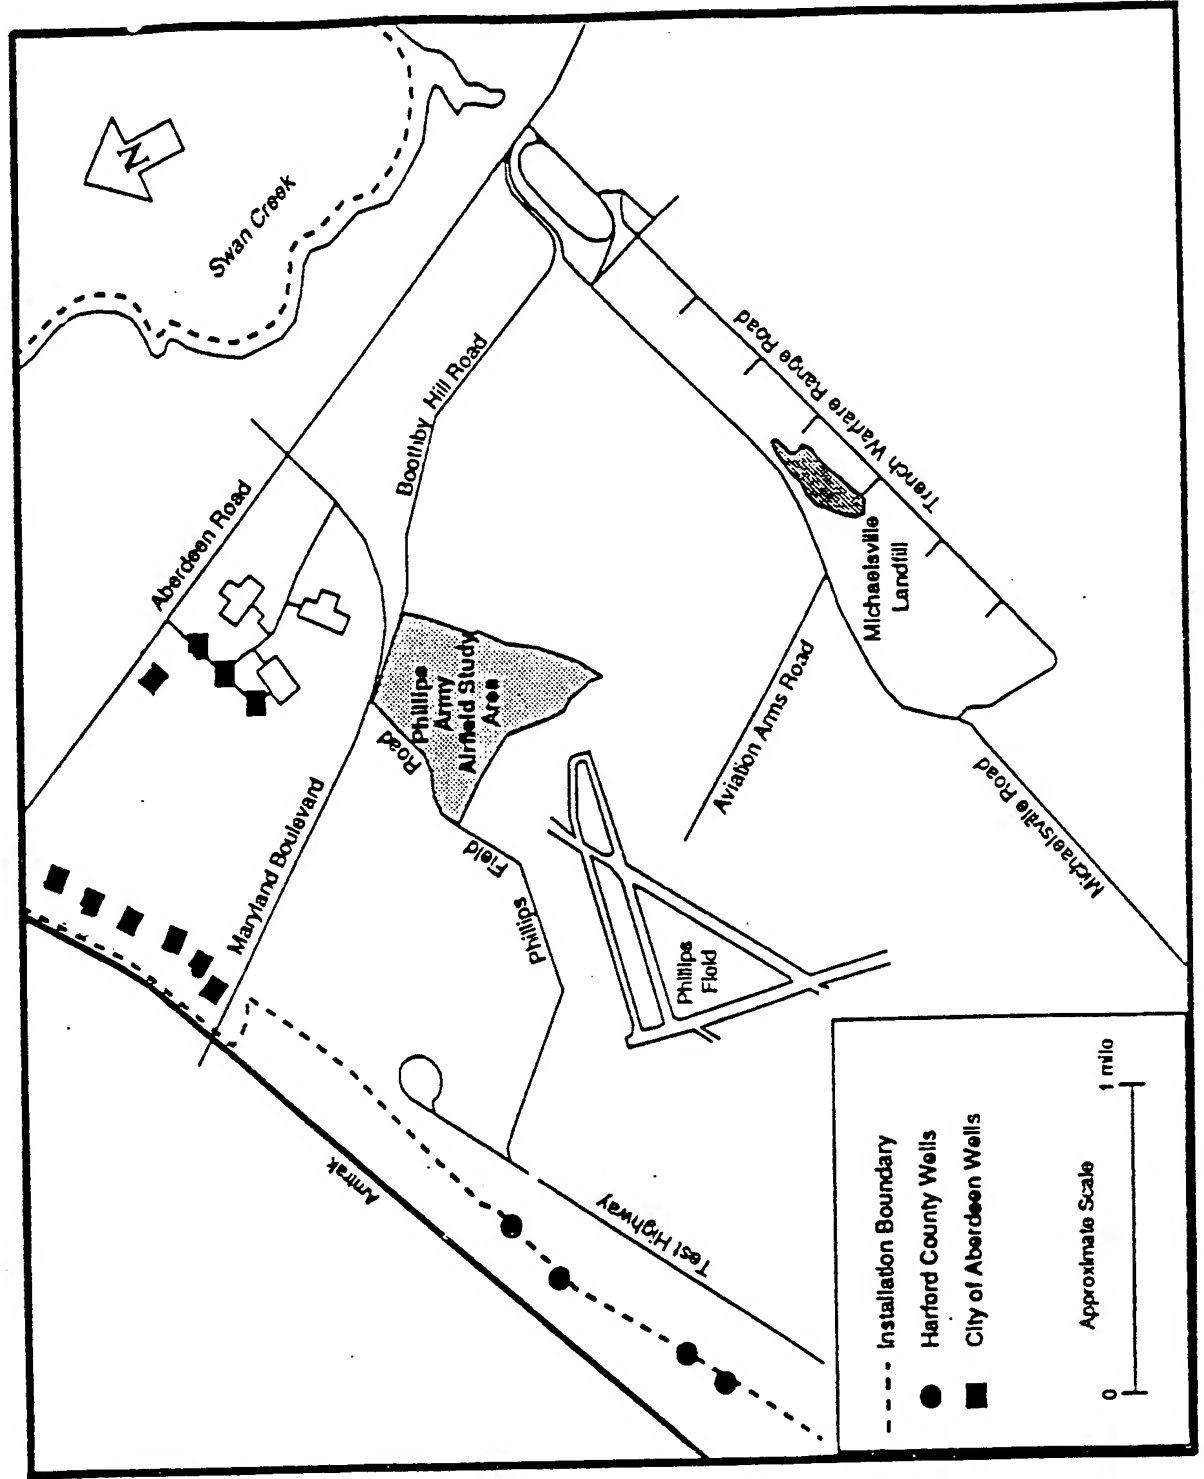 N
Swan Creek
Aberdeen Road
Boothby Hill Road
Trench Warfare Range Road
Michaelsville
Landfill
Phillips
Army
Airfield Study
Area
Maryland Boulevard
Phillips Field Road
Aviation Arms Road
Michaelsville Road
Phillips
Field
Amtrak
Test Highway
Installation Boundary
Harford County Wells
City of Aberdeen Wells
Approximate Scale
0 1 mile